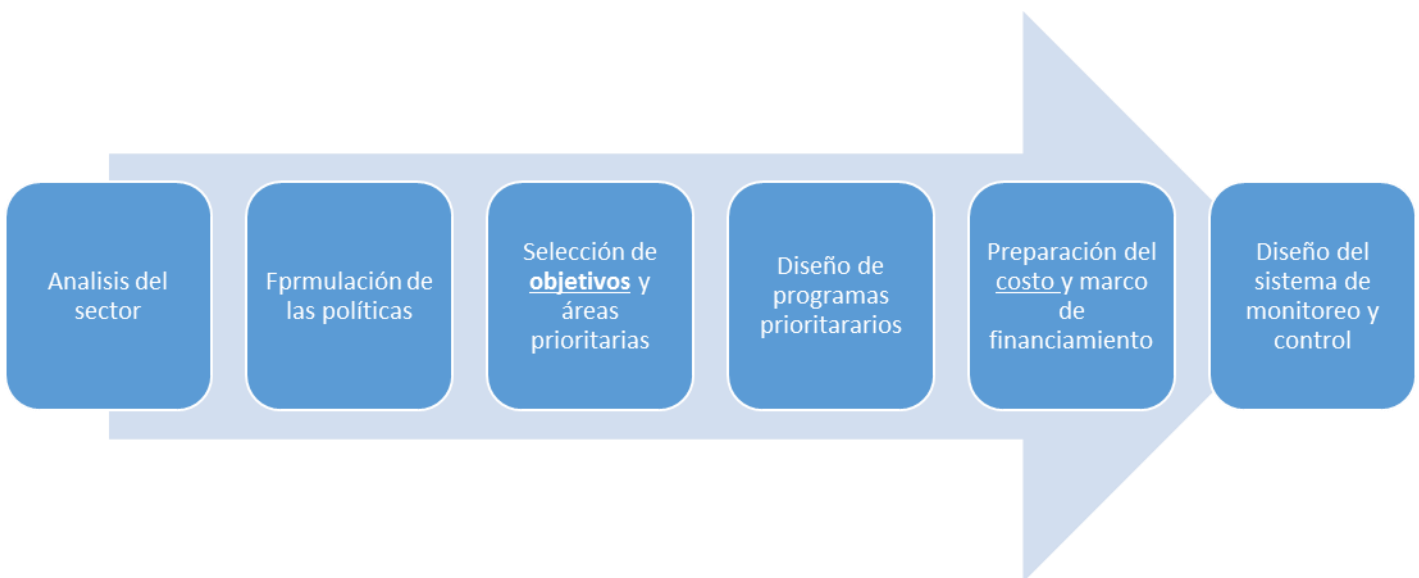 Analisis del
sector
Fprmulación de
las políticas
Selección de
objetivos y
áreas
prioritarias
Diseño de
programas
prioritararios
Preparación del
costo y marco
de
financiamiento
Diseño del
sistema de
monitoreo y
control